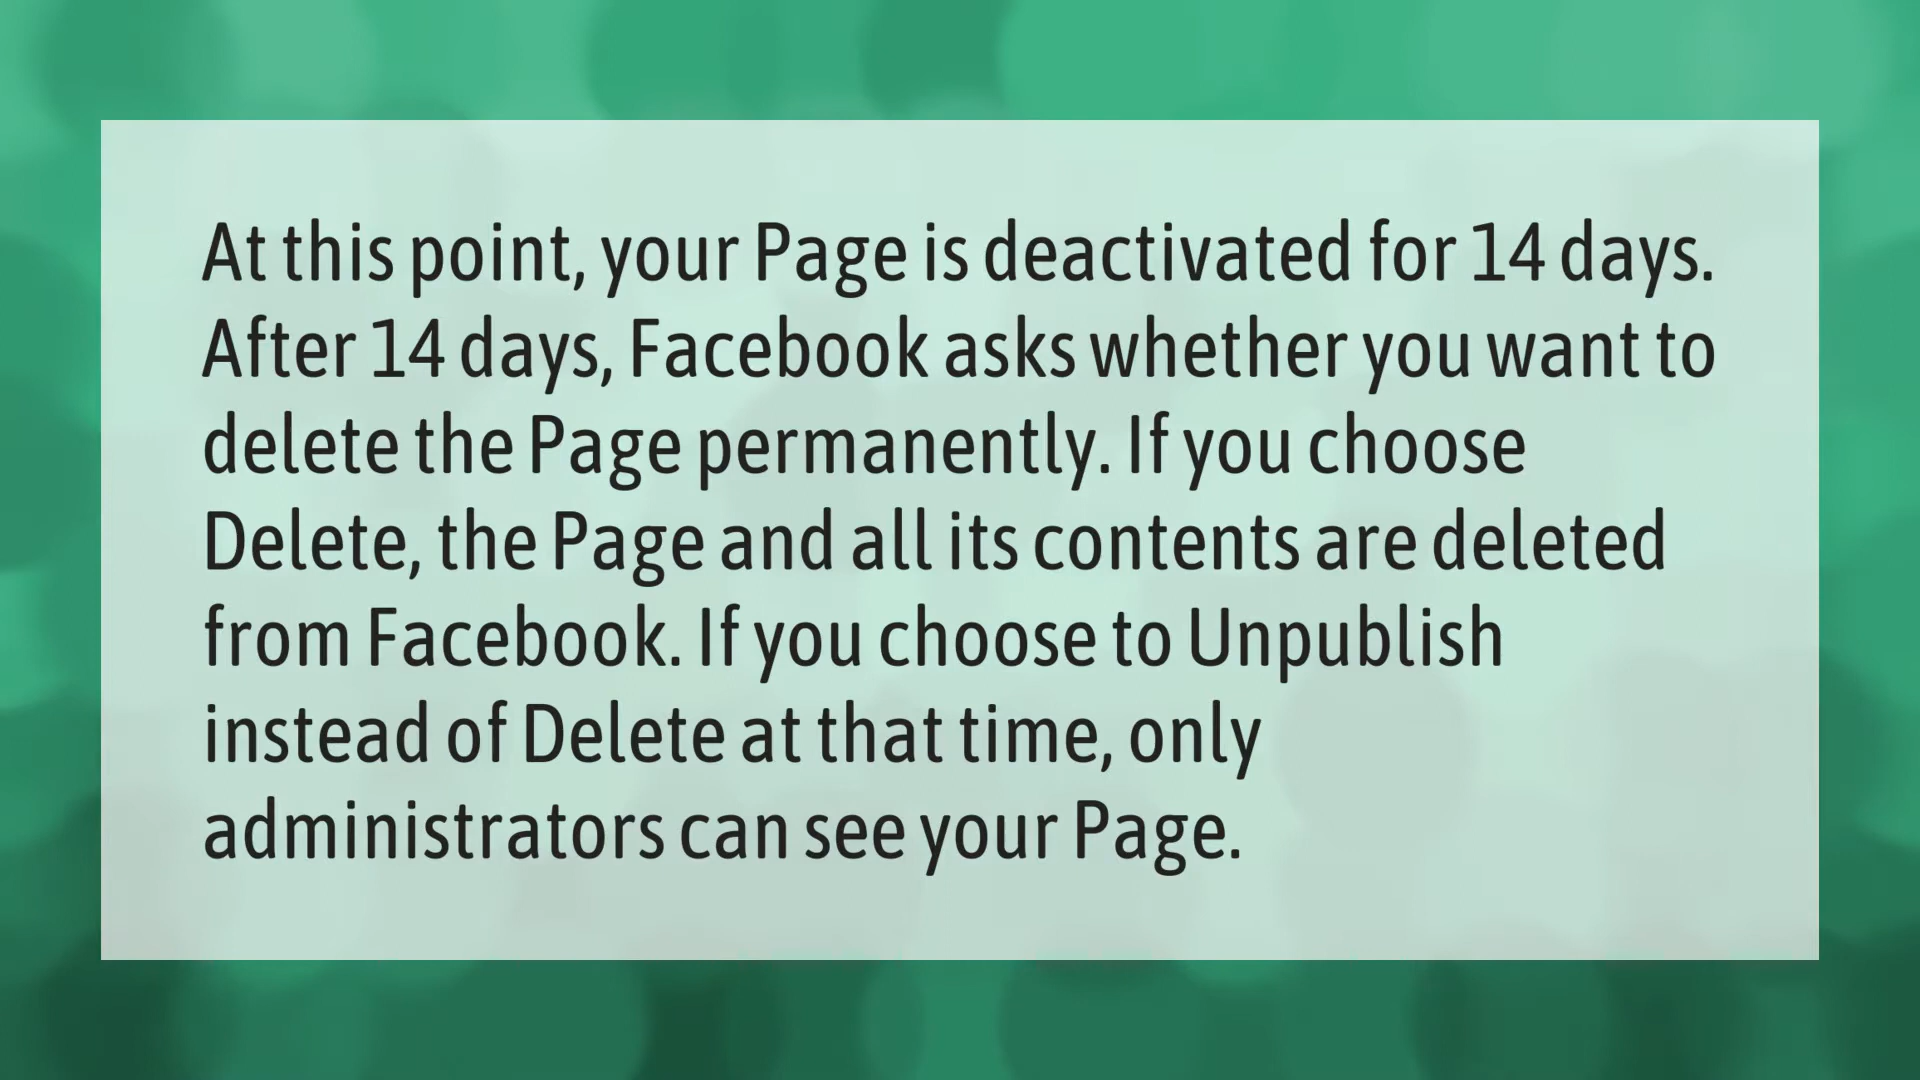 At this point, your Page is deactivated for 14 days.
After 14 days, Facebook asks whether you want to
delete the Page permanently. If you choose
Delete, the Page and all its contents are deleted
from Facebook. If you choose to Unpublish
instead of Delete at that time, only
administrators can see your Page.